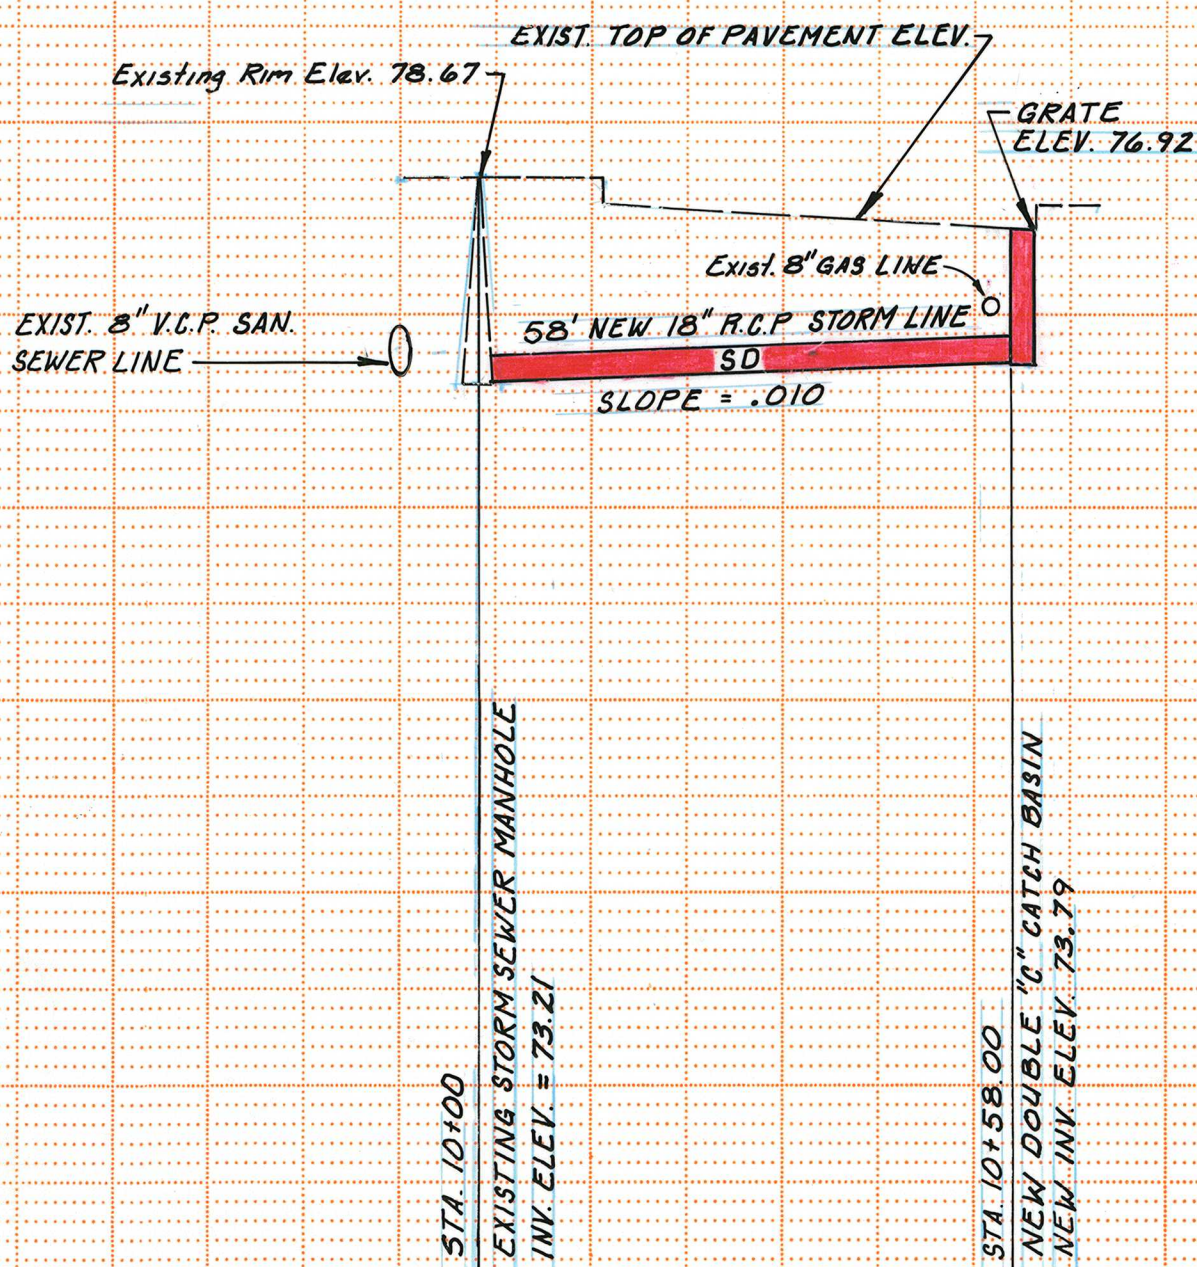 EXIST. TOP OF PAVEMENT ELEV.
Existing Rim Elev. 78.67
GRATE
ELEV. 76.92
Exist. 8" GAS LINE
EXIST. 8" V.C.P. SAN.
SEWER LINE
58' NEW 18" R.C.P STORM LINE
SD
SLOPE = .010
STA. 10+00
EXISTING STORM SEWER MANHOLE
INV. ELEV. = 73.21
STA. 10+58.00
NEW DOUBLE "C" CATCH BASIN
NEW INV. ELEV. 73.79